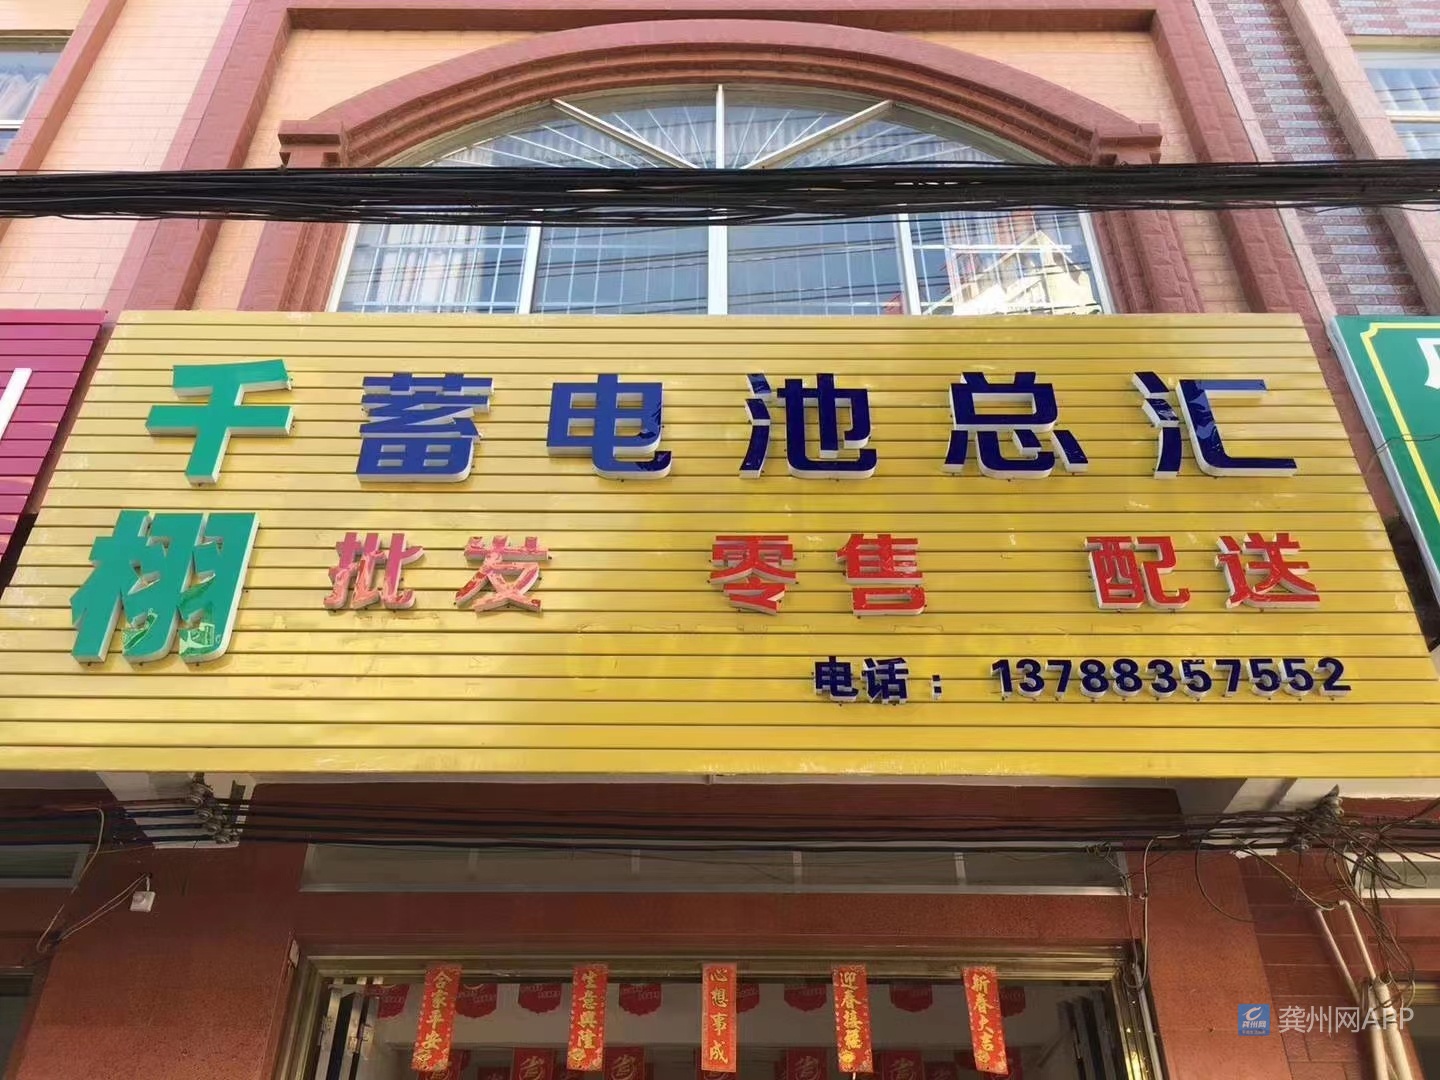 千栩
蓄电池总汇
批发 零售 配送
电话：13788357552
合家平安
生意興隆
心想事成
迎春接福
新春大吉
龚州网APP